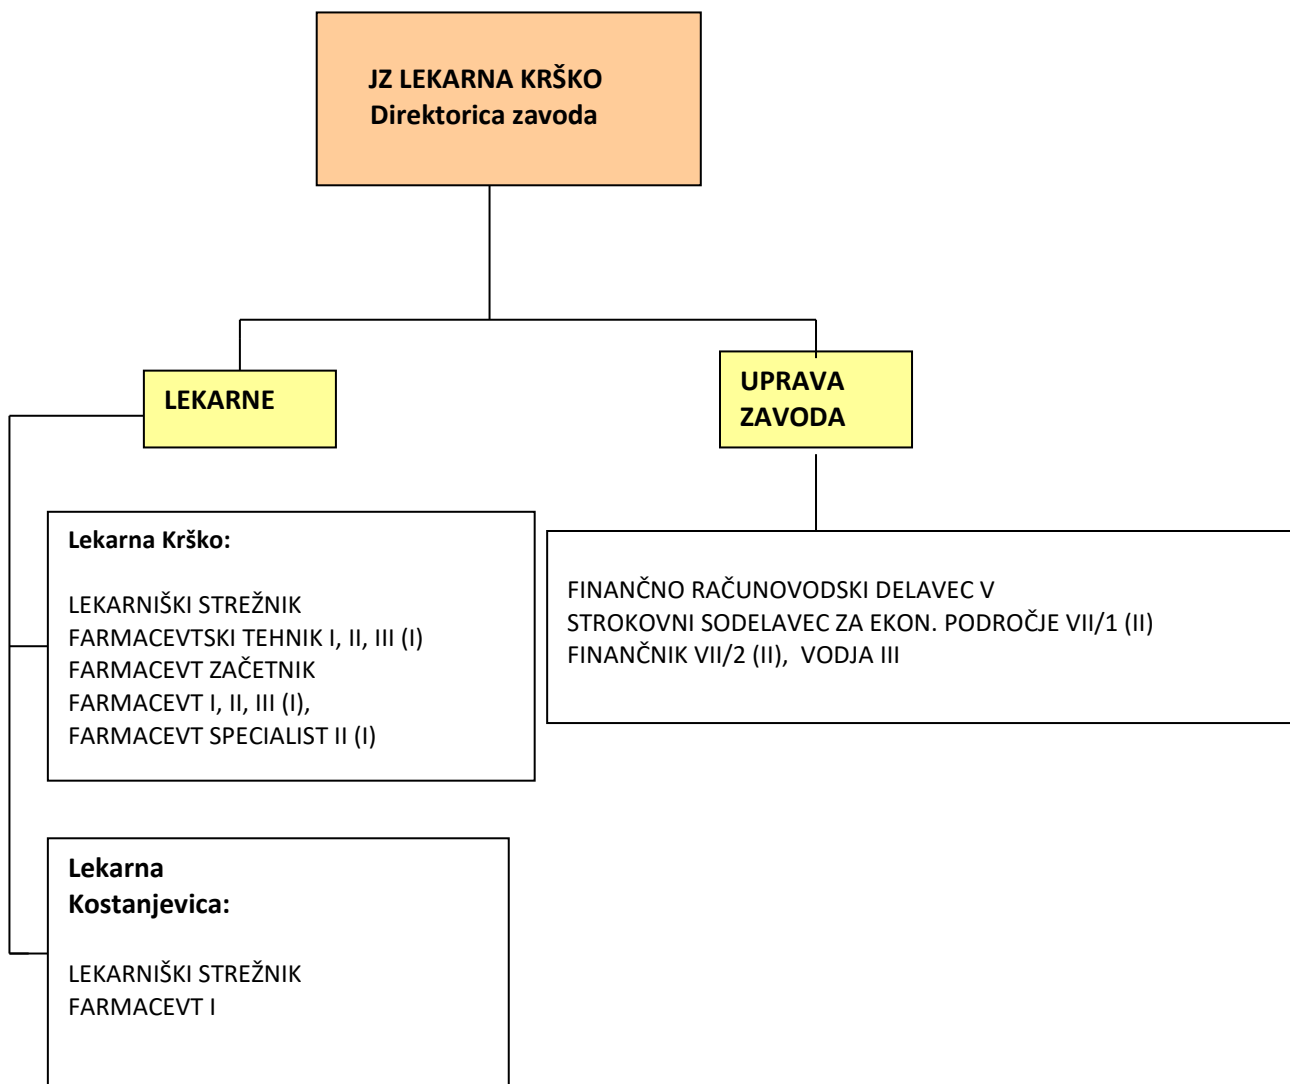 JZ LEKARNA KRŠKO
Direktorica zavoda
LEKARNE
UPRAVA
ZAVODA
Lekarna Krško:
LEKARNIŠKI STREŽNIK
FARMACEVTSKI TEHNIK I, II, III (I)
FARMACEVT ZAČETNIK
FARMACEVT I, II, III (I),
FARMACEVT SPECIALIST II (I)
FINANČNO RAČUNOVODSKI DELAVEC V
STROKOVNI SODELAVEC ZA EKON. PODROČJE VII/1 (II)
FINANČNIK VII/2 (II), VODJA III
Lekarna
Kostanjevica:
LEKARNIŠKI STREŽNIK
FARMACEVT I